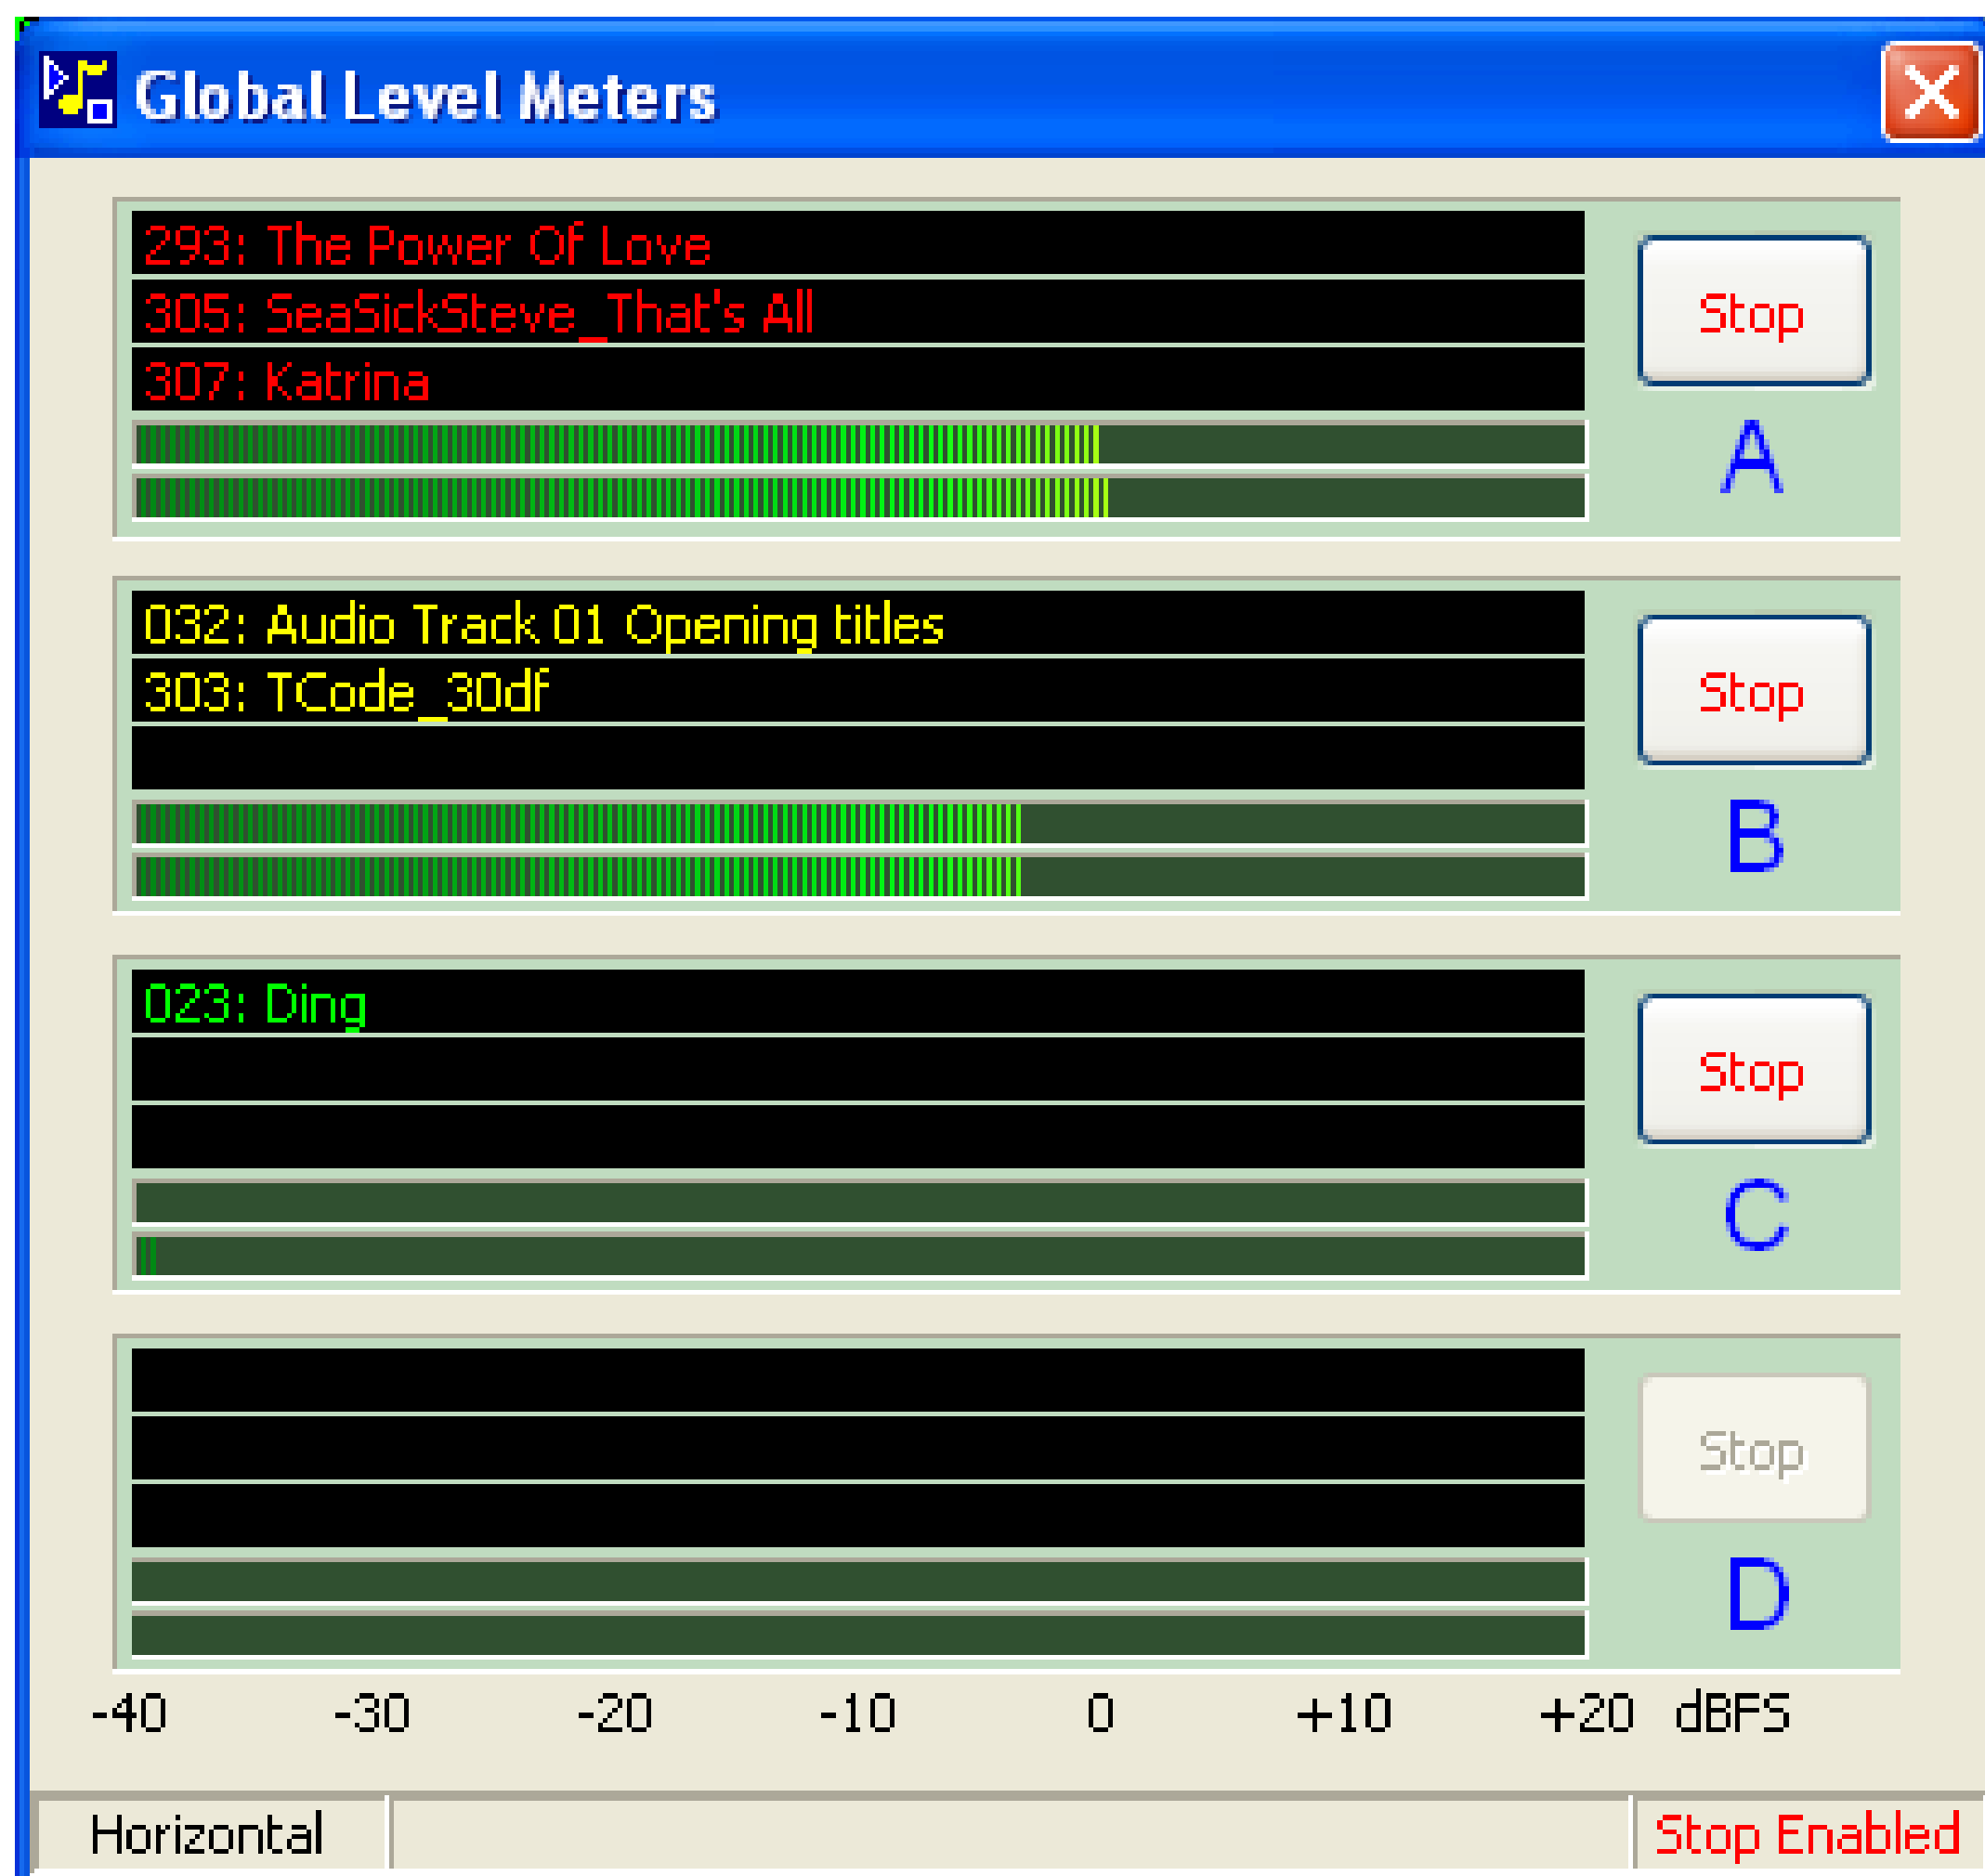 Global Level Meters
293: The Power Of Love
305: SeaSickSteve_That's All
307: Katrina
Stop
A
032: Audio Track 01 Opening titles
303: TCode_30df
Stop
B
023: Ding
Stop
C
Stop
D
-40 -30 -20 -10 0 +10 +20 dBFS
Horizontal Stop Enabled